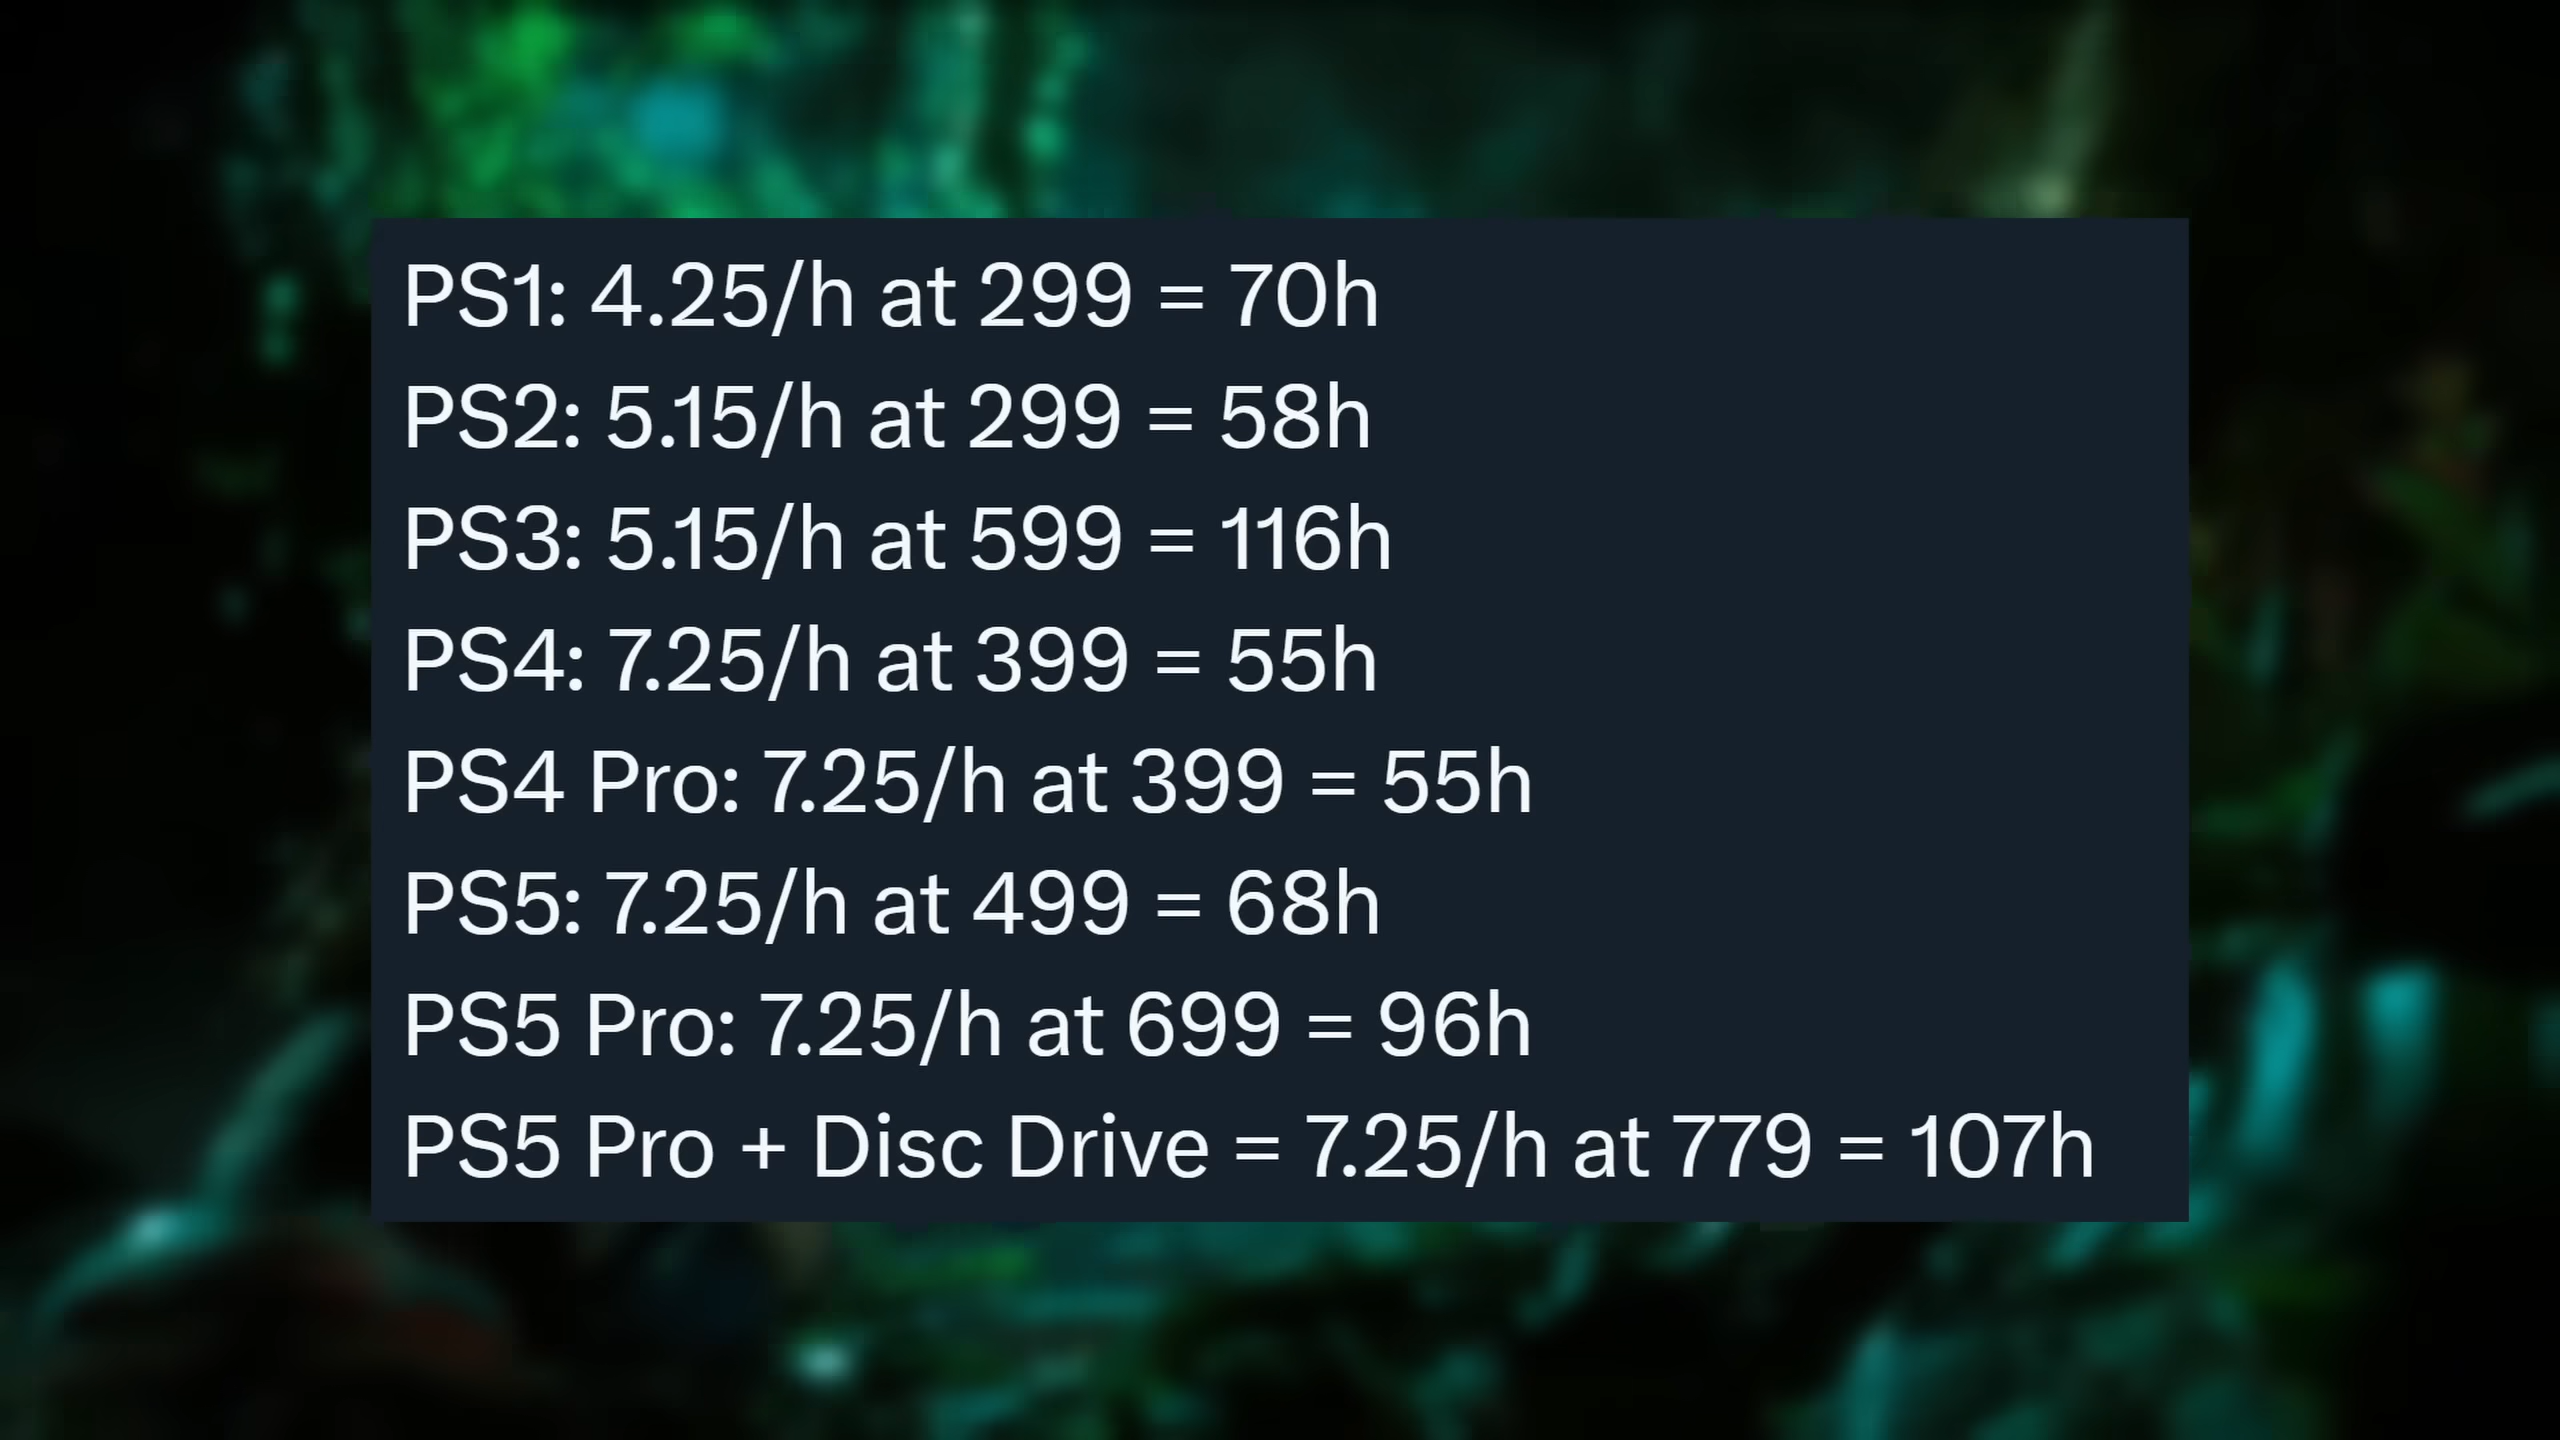 PS1: 4.25/h at 299 = 70h
PS2: 5.15/h at 299 = 58h
PS3: 5.15/h at 599 = 116h
PS4: 7.25/h at 399 = 55h
PS4 Pro: 7.25/h at 399 = 55h
PS5: 7.25/h at 499 = 68h
PS5 Pro: 7.25/h at 699 = 96h
PS5 Pro + Disc Drive = 7.25/h at 779 = 107h